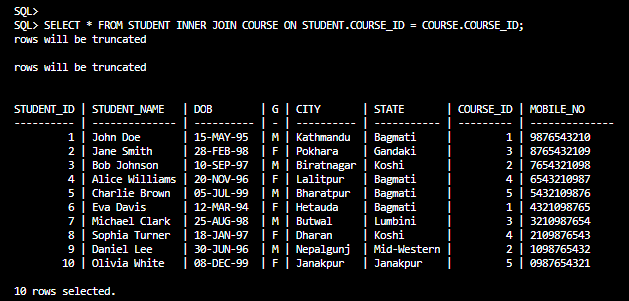 SQL>
SQL> SELECT * FROM STUDENT INNER JOIN COURSE ON STUDENT.COURSE_ID = COURSE.COURSE_ID;
rows will be truncated
rows will be truncated
STUDENT_ID | STUDENT_NAME | DOB | G | CITY | STATE | COURSE_ID | MOBILE_NO
---------- | --------------- | ---------- | - | ----------- | ------------ | ---------- | ---------------
1 | John Doe | 15-MAY-95 | M | Kathmandu | Bagmati | 1 | 9876543210
2 | Jane Smith | 28-FEB-98 | F | Pokhara | Gandaki | 3 | 8765432109
3 | Bob Johnson | 10-SEP-97 | M | Biratnagar | Koshi | 2 | 7654321098
4 | Alice Williams | 20-NOV-96 | F | Lalitpur | Bagmati | 4 | 6543210987
5 | Charlie Brown | 05-JUL-99 | M | Bharatpur | Bagmati | 5 | 5432109876
6 | Eva Davis | 12-MAR-94 | F | Hetauda | Bagmati | 1 | 4321098765
7 | Michael Clark | 25-AUG-98 | M | Butwal | Lumbini | 3 | 3210987654
8 | Sophia Turner | 18-JAN-97 | F | Dharan | Koshi | 4 | 2109876543
9 | Daniel Lee | 30-JUN-96 | M | Nepalgunj | Mid-Western | 2 | 1098765432
10 | Olivia White | 08-DEC-99 | F | Janakpur | Janakpur | 5 | 0987654321
10 rows selected.